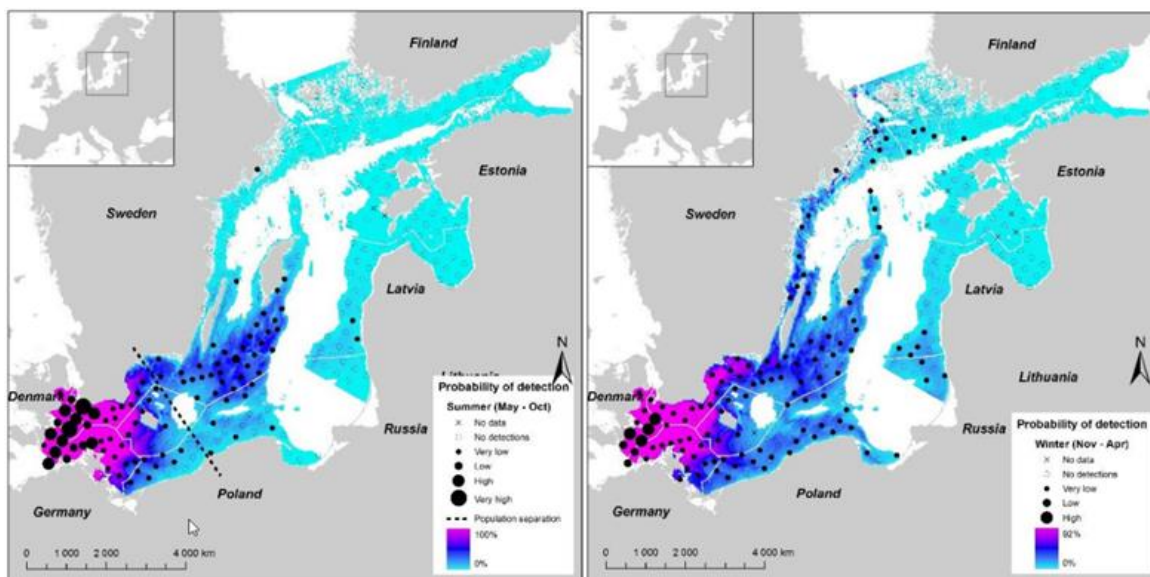 Finland
Estonia
Sweden
Latvia
N
Lithuania
Denmark
Russia
Poland
Germany
Probability of detection
Summer (May - Oct)
No data
No detections
Very low
Low
High
Very high
Population separation
100%
0%
0 1 000 2 000 4 000 km
Finland
Estonia
Sweden
Latvia
N
Lithuania
Denmark
Russia
Poland
Germany
Probability of detection
Winter (Nov - Apr)
No data
No detections
Very low
Low
High
92%
0%
0 1 000 2 000 4 000 km